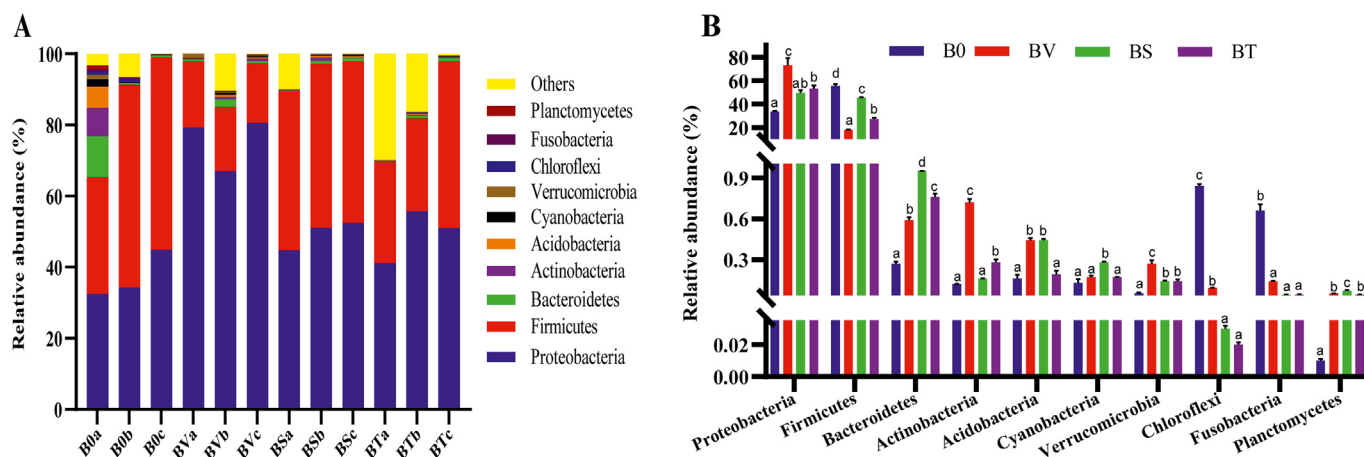 A
Relative abundance (%)
100
80
60
40
20
0
B0a B0b B0c BVa BVb BVc BSa BSb BSc BTa BTb BTc
Others
Planctomycetes
Fusobacteria
Chloroflexi
Verrucomicrobia
Cyanobacteria
Acidobacteria
Actinobacteria
Bacteroidetes
Firmicutes
Proteobacteria
B
B0 BV BS BT
Relative abundance (%)
80
60
40
20
0.9
0.6
0.3
0.02
0.00
a c ab b
d a c b
a b d c
a c a b
a b b a
a a b a
a c b b
c b a a
c b a a
a b c b
Proteobacteria
Firmicutes
Bacteroidetes
Actinobacteria
Acidobacteria
Cyanobacteria
Verrucomicrobia
Chloroflexi
Fusobacteria
Planctomycetes